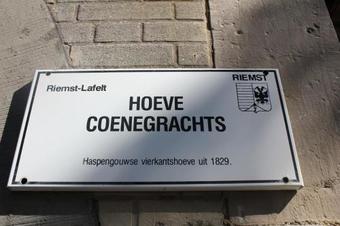 Riemst-Lafelt
RIEMST
HOEVE
COENEGRACHTS
Haspengouwse vierkantshoeve uit 1829.